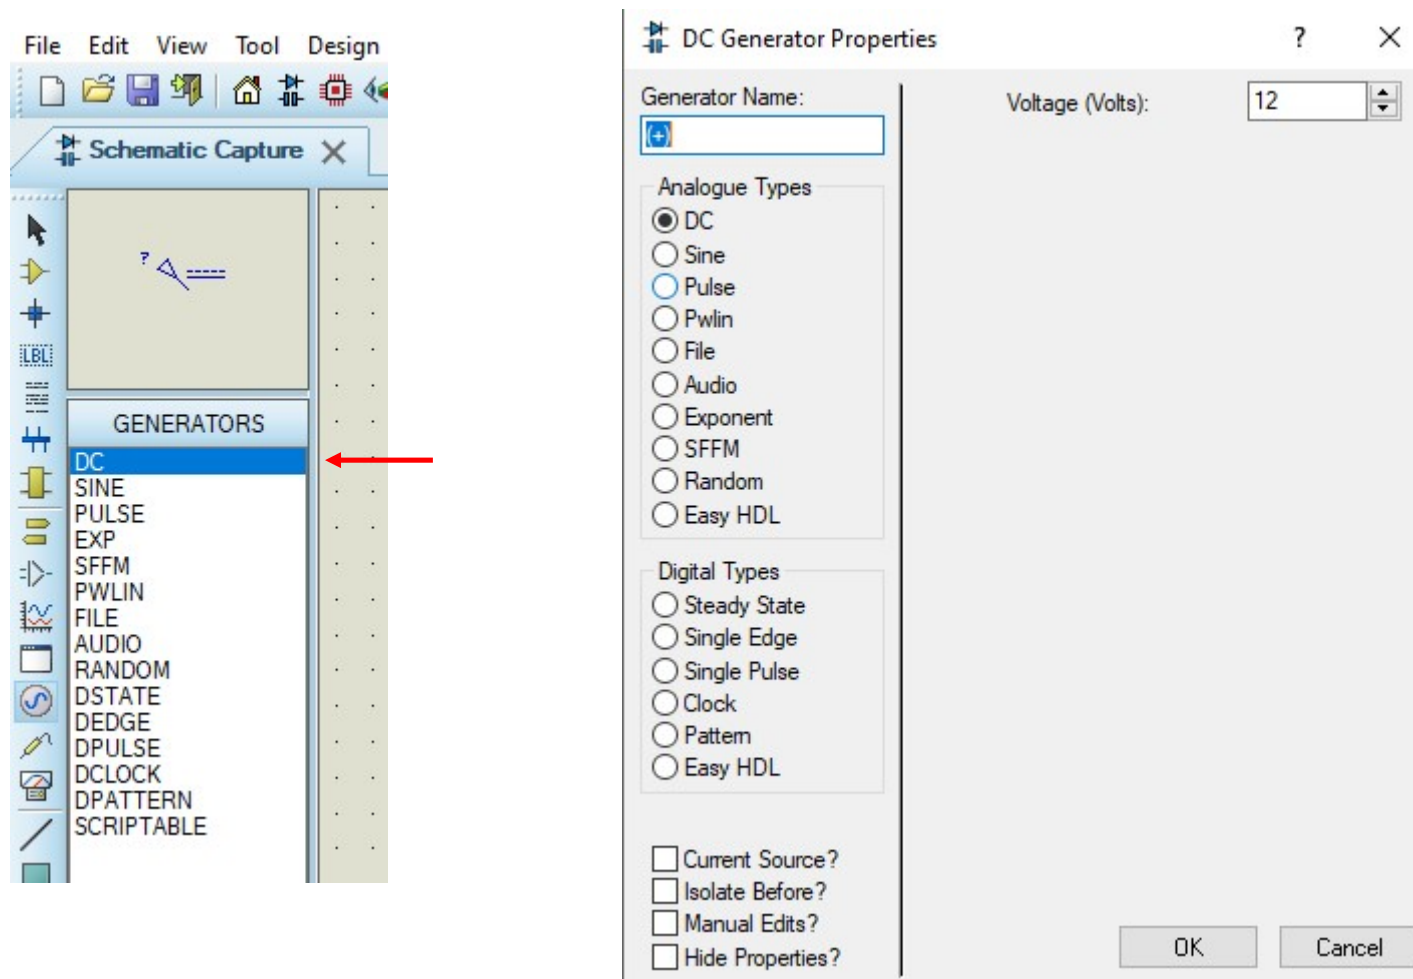 File Edit View Tool Design
Schematic Capture
?
LBL
GENERATORS
DC
SINE
PULSE
EXP
SFFM
PWLIN
FILE
AUDIO
RANDOM
DSTATE
DEDGE
DPULSE
DCLOCK
DPATTERN
SCRIPTABLE
DC Generator Properties ?
Generator Name:
(+)
Voltage (Volts): 12
Analogue Types
DC
Sine
Pulse
Pwlin
File
Audio
Exponent
SFFM
Random
Easy HDL
Digital Types
Steady State
Single Edge
Single Pulse
Clock
Pattern
Easy HDL
Current Source?
Isolate Before?
Manual Edits?
Hide Properties?
OK Cancel